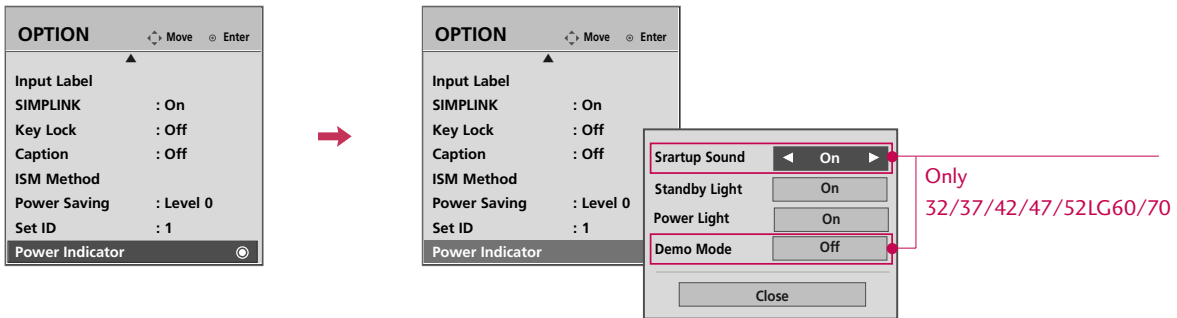 OPTION Move Enter
Input Label
SIMPLINK : On
Key Lock : Off
Caption : Off
ISM Method
Power Saving : Level 0
Set ID : 1
Power Indicator
OPTION Move Enter
Input Label
SIMPLINK : On
Key Lock : Off
Caption : Off
ISM Method
Power Saving : Level 0
Set ID : 1
Power Indicator
Srartup Sound ◄ On ►
Standby Light On
Power Light On
Demo Mode Off
Close
Only
32/37/42/47/52LG60/70